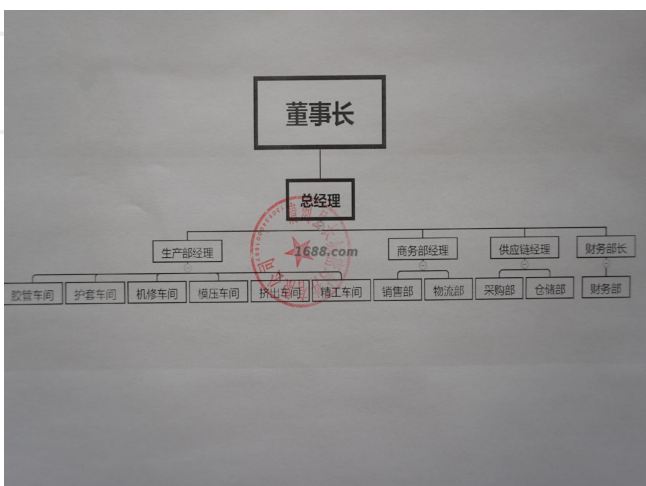 董事长
总经理
生产部经理 商务部经理 供应链经理 财务部长
胶管车间 护套车间 机修车间 模压车间 挤出车间 精工车间 销售部 物流部 采购部 仓储部 财务部
1688.com